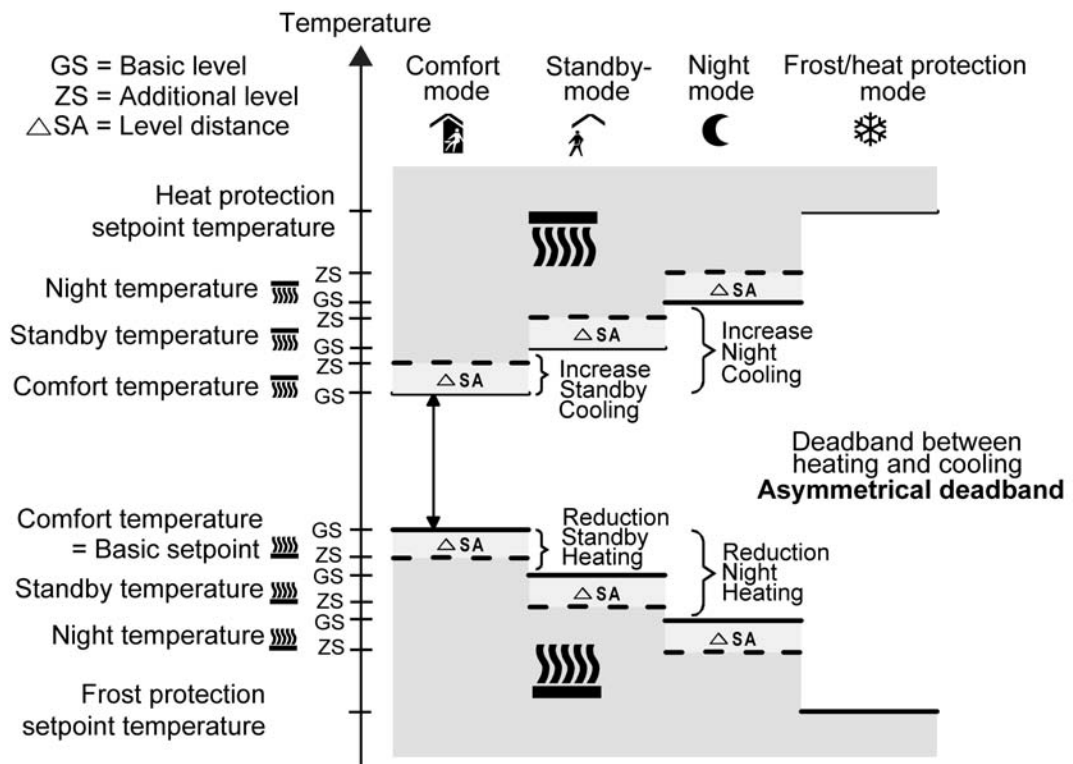 Temperature
GS = Basic level
ZS = Additional level
△SA = Level distance
Comfort
mode
Standby-
mode
Night
mode
Frost/heat protection
mode
Heat protection
setpoint temperature
Night temperature
ZS
GS
Standby temperature
ZS
GS
Comfort temperature
ZS
GS
△SA
△SA
△SA
Increase
Standby
Cooling
Increase
Night
Cooling
Deadband between
heating and cooling
Asymmetrical deadband
Comfort temperature
= Basic setpoint
GS
ZS
Standby temperature
GS
ZS
Night temperature
GS
ZS
△SA
△SA
△SA
Reduction
Standby
Heating
Reduction
Night
Heating
Frost protection
setpoint temperature